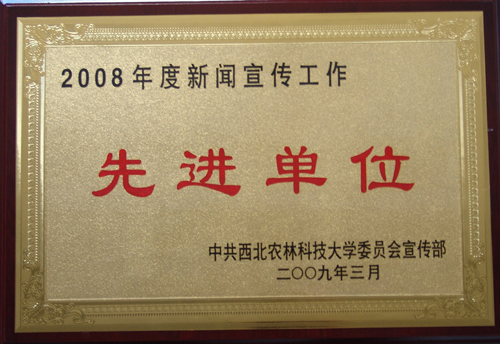 2008年度新闻宣传工作
先进单位
中共西北农林科技大学委员会宣传部
二〇〇九年三月